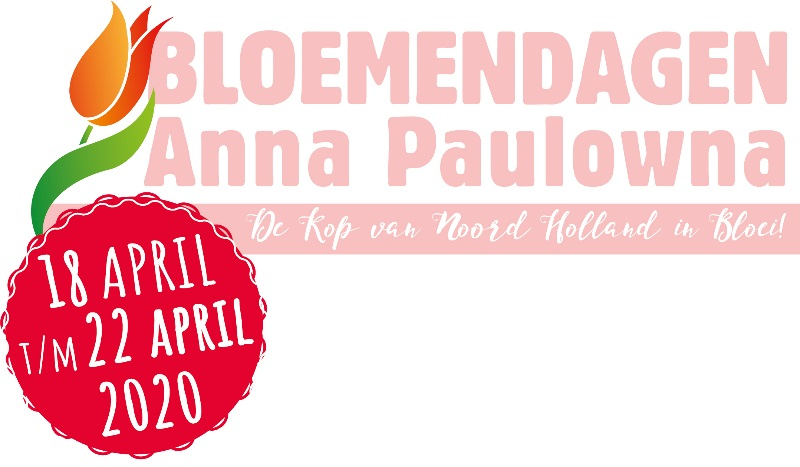 BLOEMENDAGEN
Anna Paulowna
De Kop van Noord Holland in Bloei!
18 APRIL
T/M 22 APRIL
2020